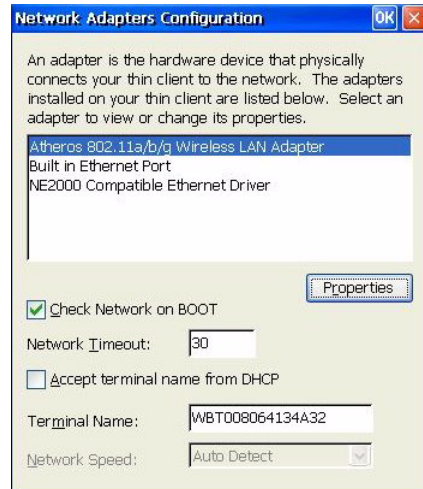 Network Adapters Configuration OK
An adapter is the hardware device that physically
connects your thin client to the network. The adapters
installed on your thin client are listed below. Select an
adapter to view or change its properties.
Atheros 802.11a/b/g Wireless LAN Adapter
Built in Ethernet Port
NE2000 Compatible Ethernet Driver
Properties
Check Network on BOOT
Network Timeout: 30
Accept terminal name from DHCP
Terminal Name: WBT008064134A32
Network Speed: Auto Detect